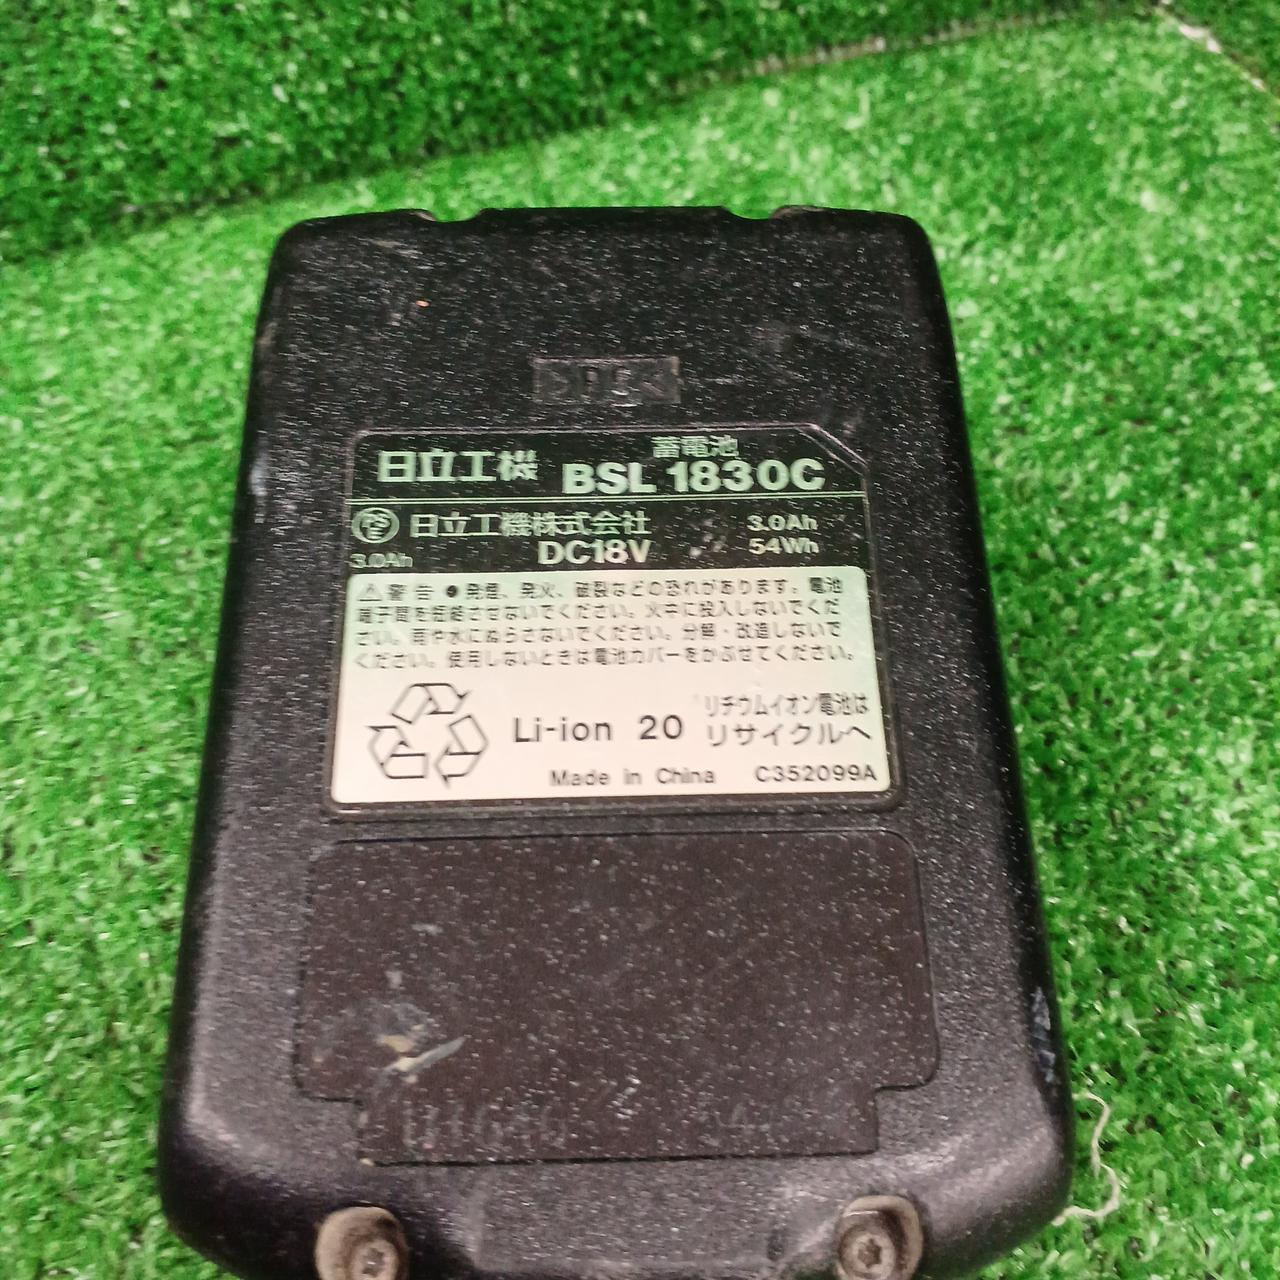 >PC<
日立工機
蓄電池
BSL 1830C
PS
E
日立工機株式会社
3.0Ah
3.0Ah
DC18V
54Wh
⚠警告 ●発煙、発火、破裂などの恐れがあります。電池
端子間を短絡させないでください。火中に投入しないでくだ
さい。雨や水にぬらさないでください。分解・改造しないで
ください。使用しないときは電池カバーをかぶせてください。
Li-ion 20
リチウムイオン電池は
リサイクルへ
Made in China C352099A